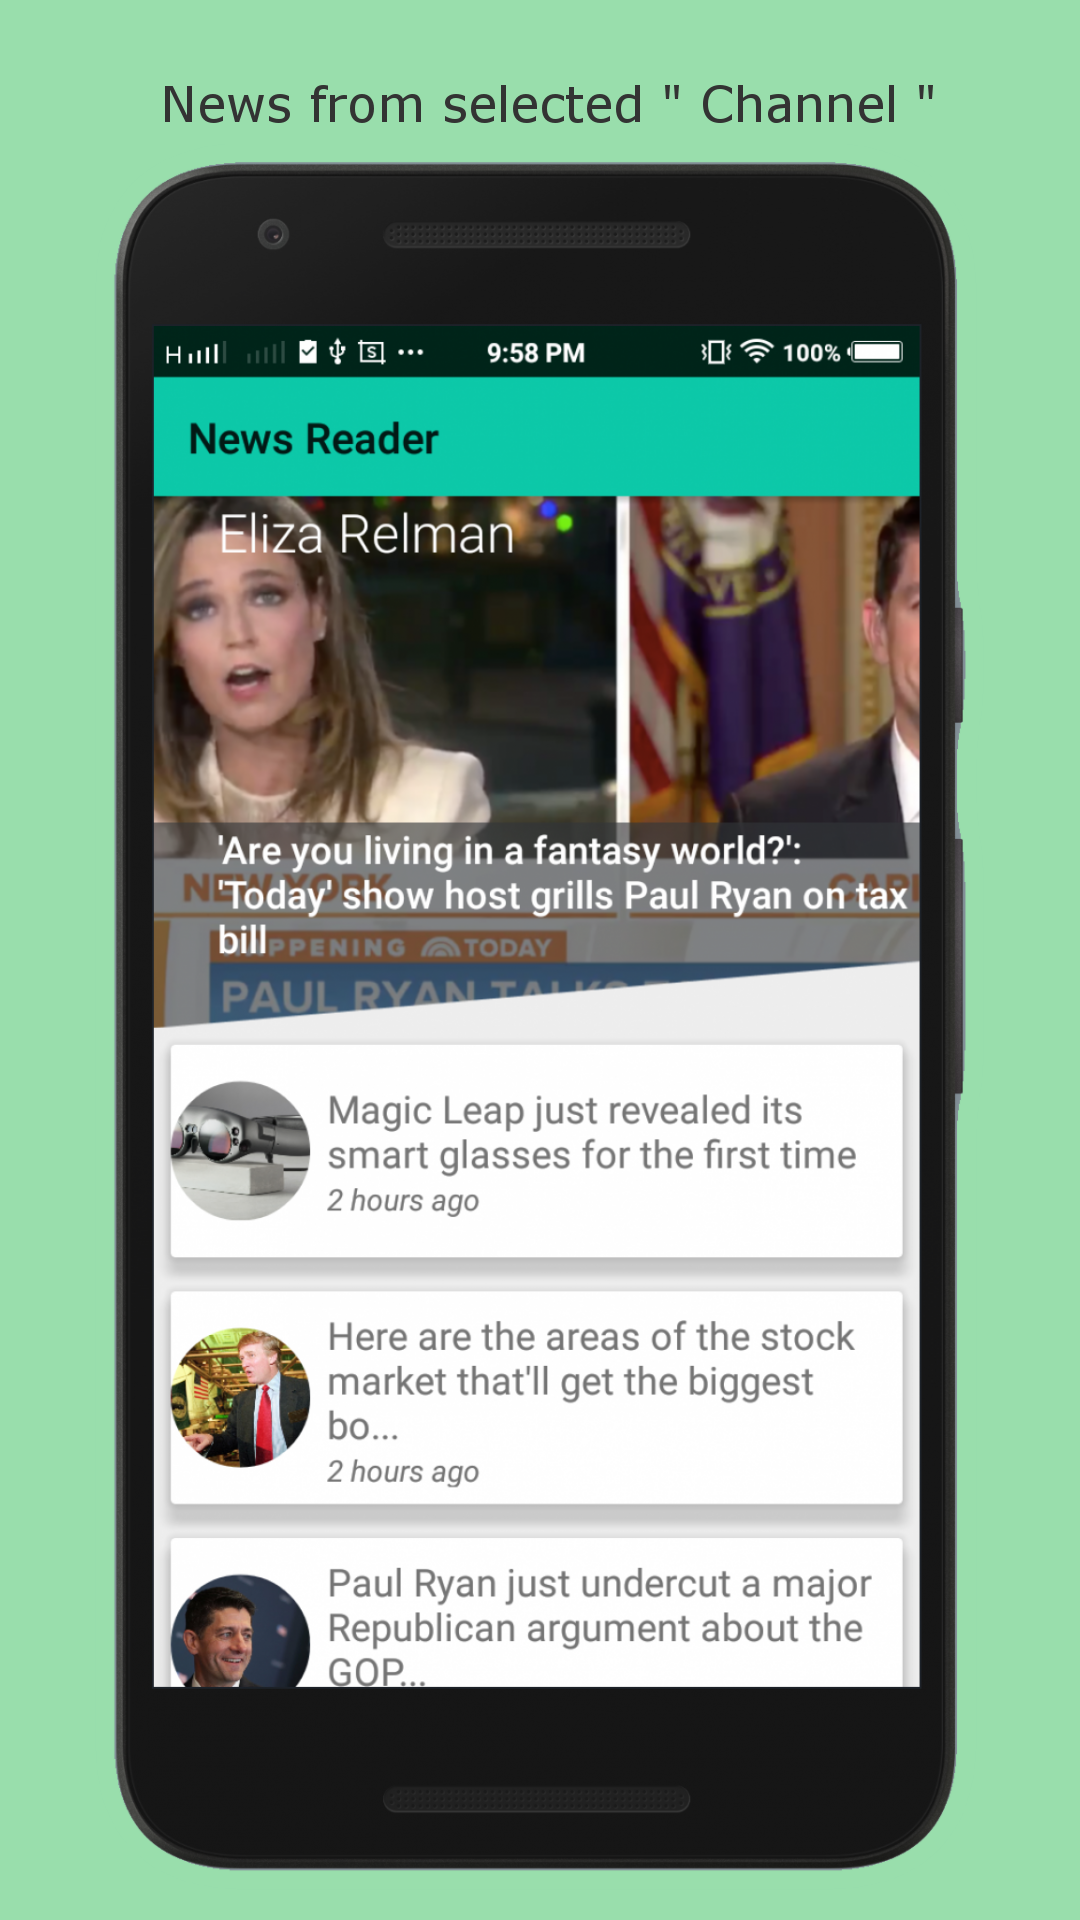 News from selected " Channel "
H
S
9:58 PM
100%
News Reader
Eliza Relman
VE
'Are you living in a fantasy world?':
'Today' show host grills Paul Ryan on tax
bill
NEW YORK
TODAY
PAUL RYAN
Magic Leap just revealed its
smart glasses for the first time
2 hours ago
Here are the areas of the stock
market that'll get the biggest
bo...
2 hours ago
Paul Ryan just undercut a major
Republican argument about the
GOP...